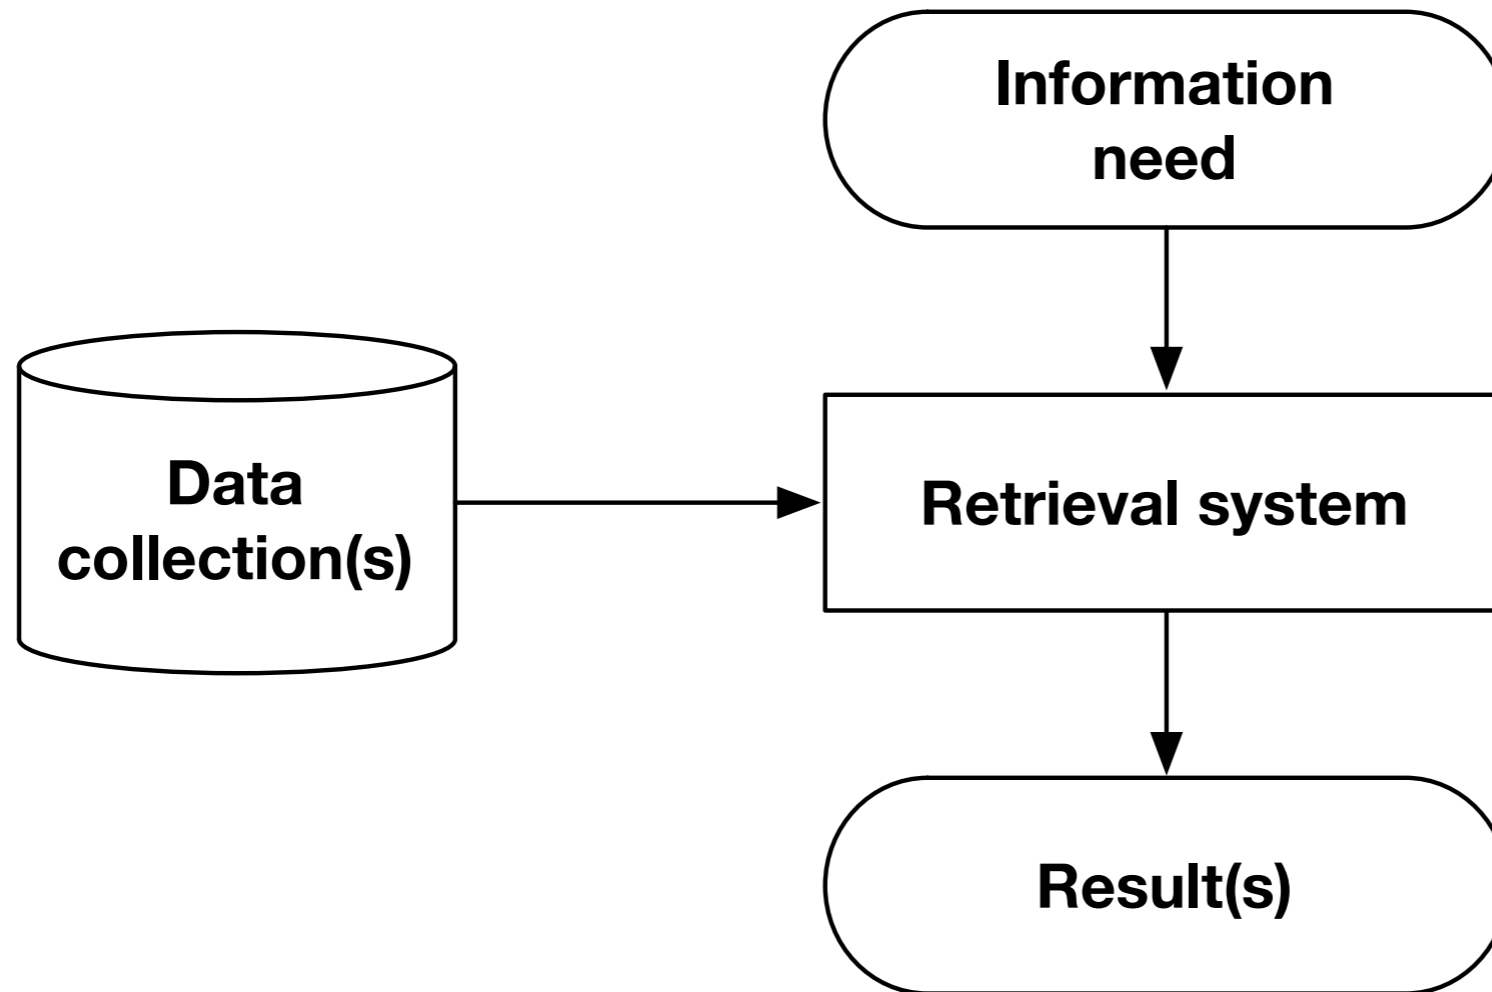 Information
need
Data
collection(s)
Retrieval system
Result(s)